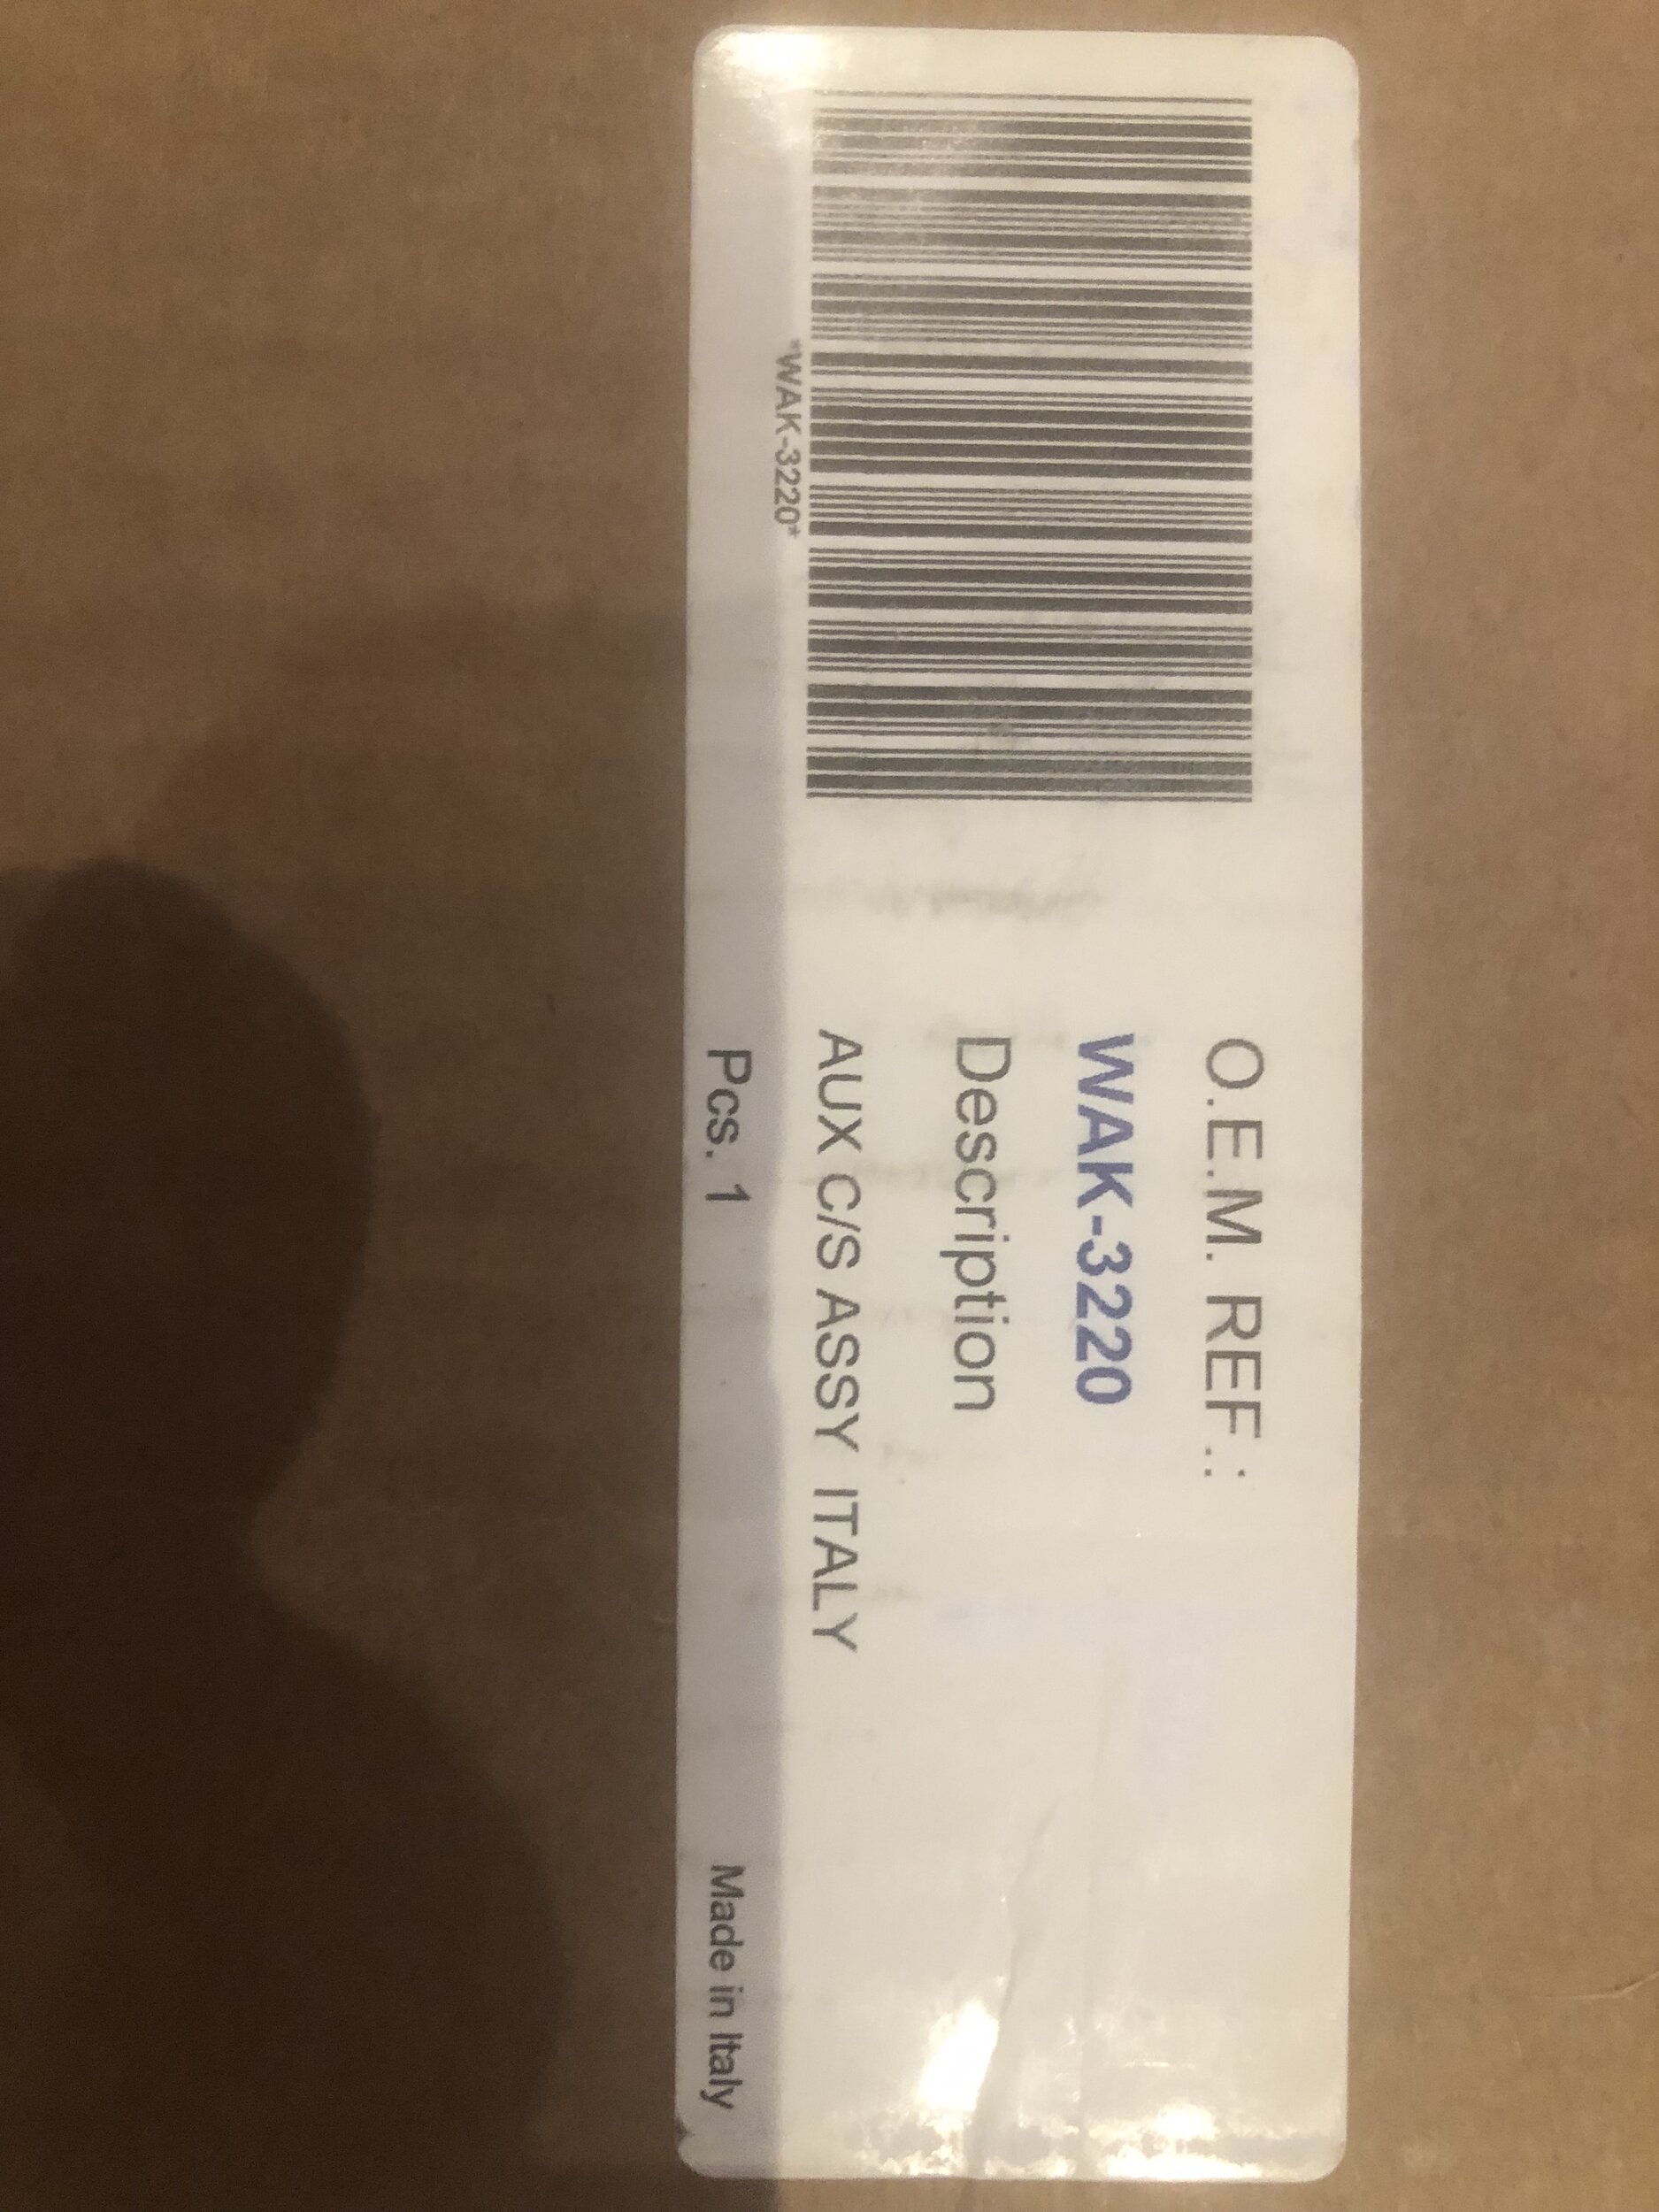 O.E.M. REF.:
WAK-3220
Description
AUX C/S ASSY ITALY
*WAK-3220*
Pcs. 1
Made in Italy